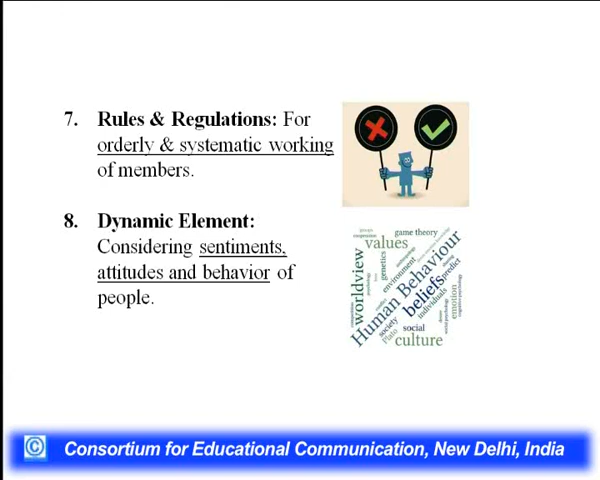 7. Rules & Regulations: For
orderly & systematic working
of members.
8. Dynamic Element:
Considering sentiments,
attitudes and behavior of
people.
game theory
values
genetics
environment
worldview
Human Behaviour
predict
beliefs
individuals
emotion
society
Plato
social
culture
© Consortium for Educational Communication, New Delhi, India